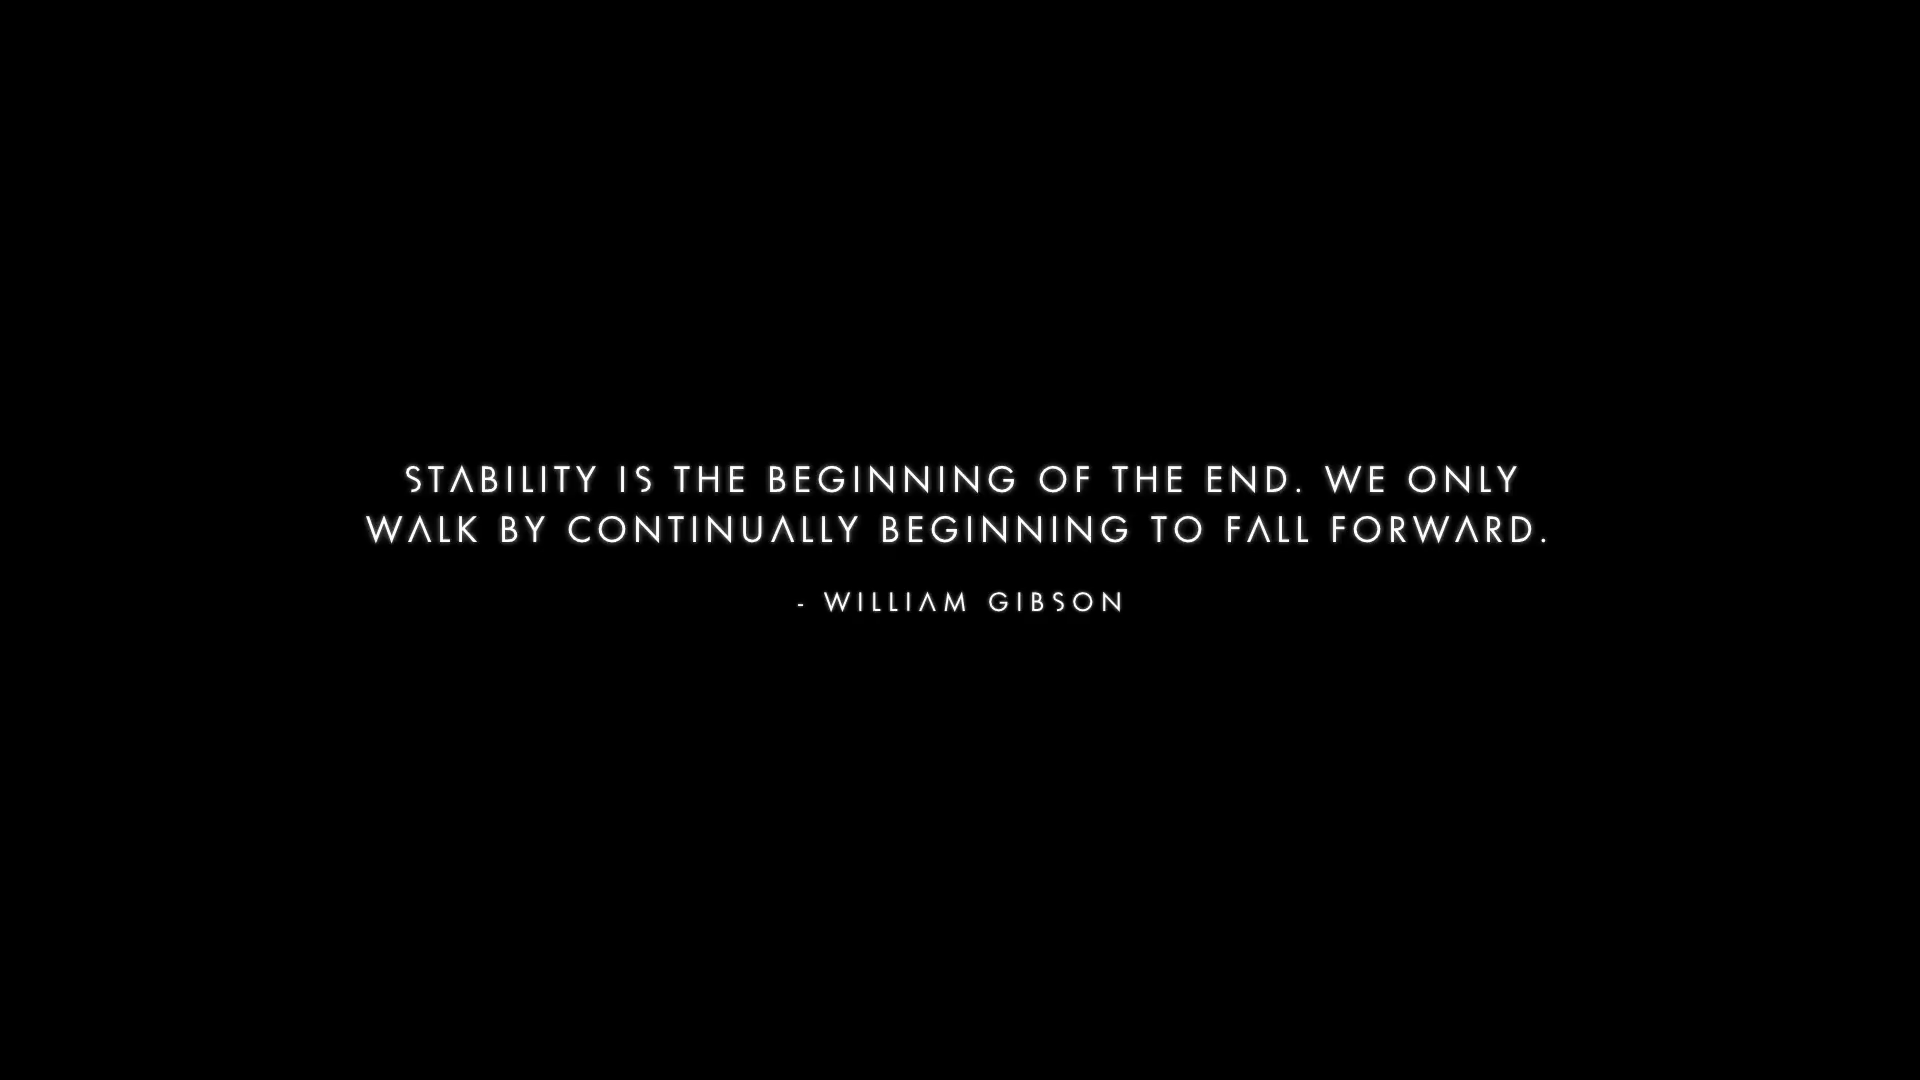 STABILITY IS THE BEGINNING OF THE END. WE ONLY
WALK BY CONTINUALLY BEGINNING TO FALL FORWARD.
- WILLIAM GIBSON